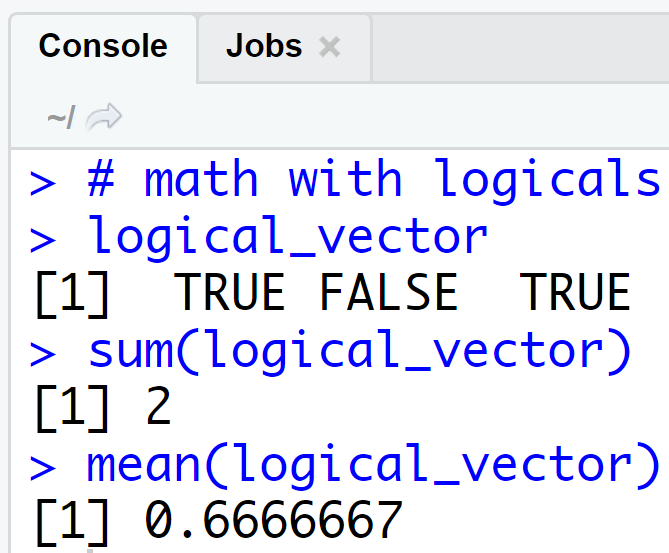 Console Jobs
~/
> # math with logicals
> logical_vector
[1]  TRUE FALSE  TRUE
> sum(logical_vector)
[1] 2
> mean(logical_vector)
[1] 0.6666667